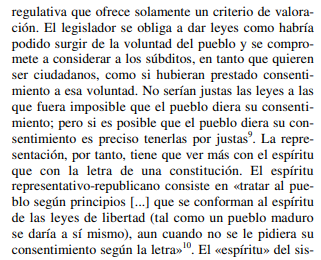 regulativa que ofrece solamente un criterio de valora-
ción. El legislador se obliga a dar leyes como habría
podido surgir de la voluntad del pueblo y se compro-
mete a considerar a los súbditos, en tanto que quieren
ser ciudadanos, como si hubieran prestado consenti-
miento a esa voluntad. No serían justas las leyes a las
que fuera imposible que el pueblo diera su consenti-
miento; pero si es posible que el pueblo diera su con-
sentimiento es preciso tenerlas por justas⁹. La repre-
sentación, por tanto, tiene que ver más con el espíritu
que con la letra de una constitución. El espíritu
representativo-republicano consiste en «tratar al pue-
blo según principios [...] que se conforman al espíritu
de las leyes de libertad (tal como un pueblo maduro
se daría a sí mismo), aun cuando no se le pidiera su
consentimiento según la letra»¹⁰. El «espíritu» del sis-